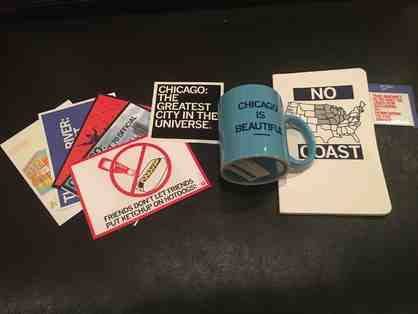 RIVER:
OFFICIAL
FRIENDS DON'T LET FRIENDS
PUT KETCHUP ON HOTDOGS.
CHICAGO:
THE
GREATEST
CITY IN THE
UNIVERSE.
CHICAGO
IS
BEAUTIFUL
NO
COAST